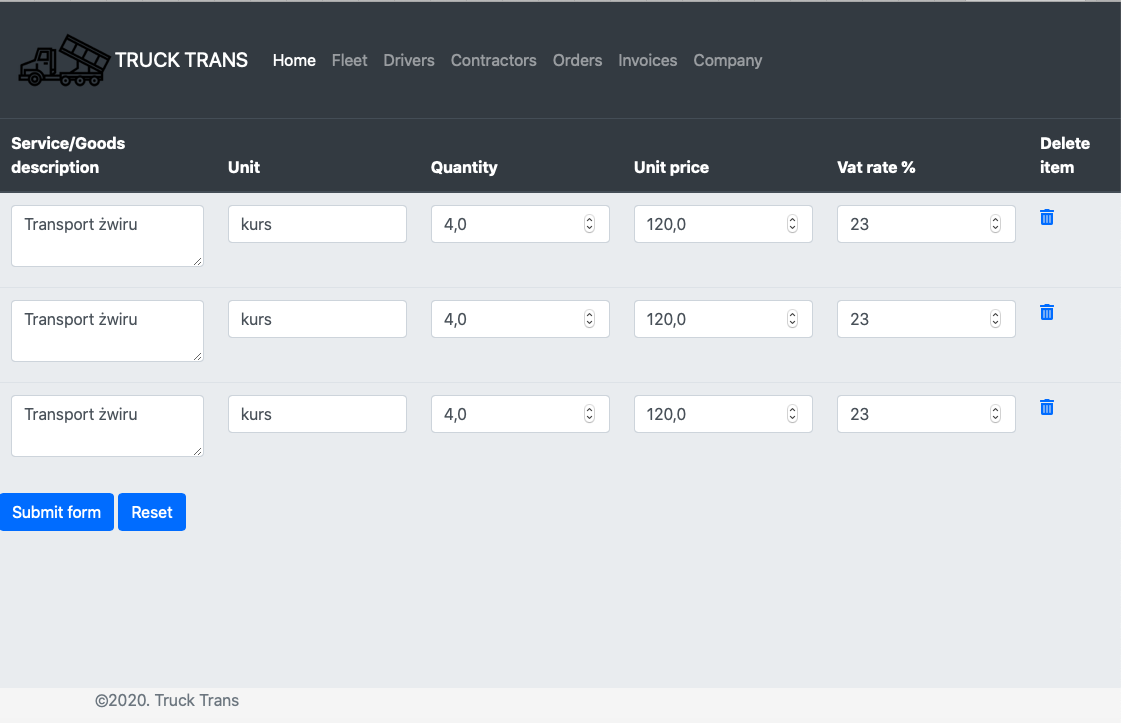 TRUCK TRANS Home Fleet Drivers Contractors Orders Invoices Company
Service/Goods description Unit Quantity Unit price Vat rate % Delete item
Transport żwiru kurs 4,0 120,0 23
Transport żwiru kurs 4,0 120,0 23
Transport żwiru kurs 4,0 120,0 23
Submit form Reset
©2020. Truck Trans